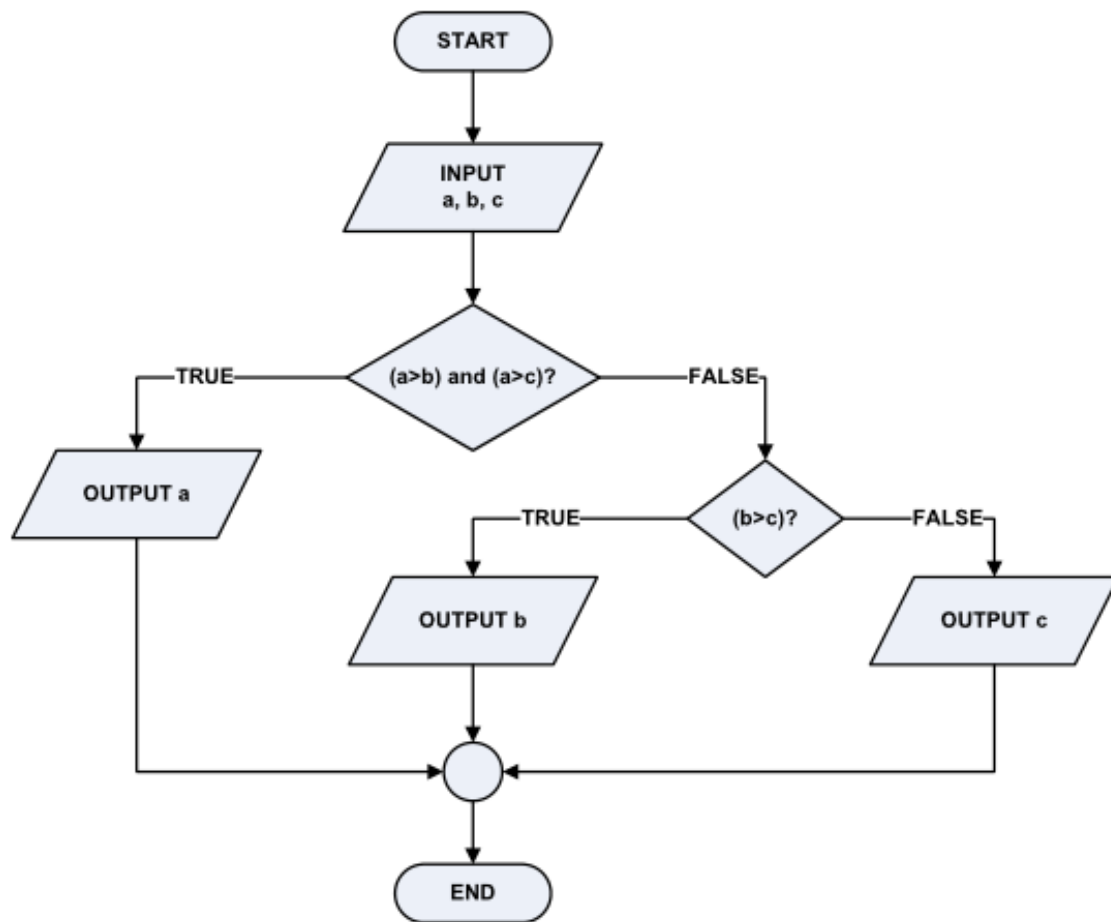 START
INPUT
a, b, c
(a>b) and (a>c)?
TRUE
FALSE
OUTPUT a
(b>c)?
TRUE
FALSE
OUTPUT b
OUTPUT c
END